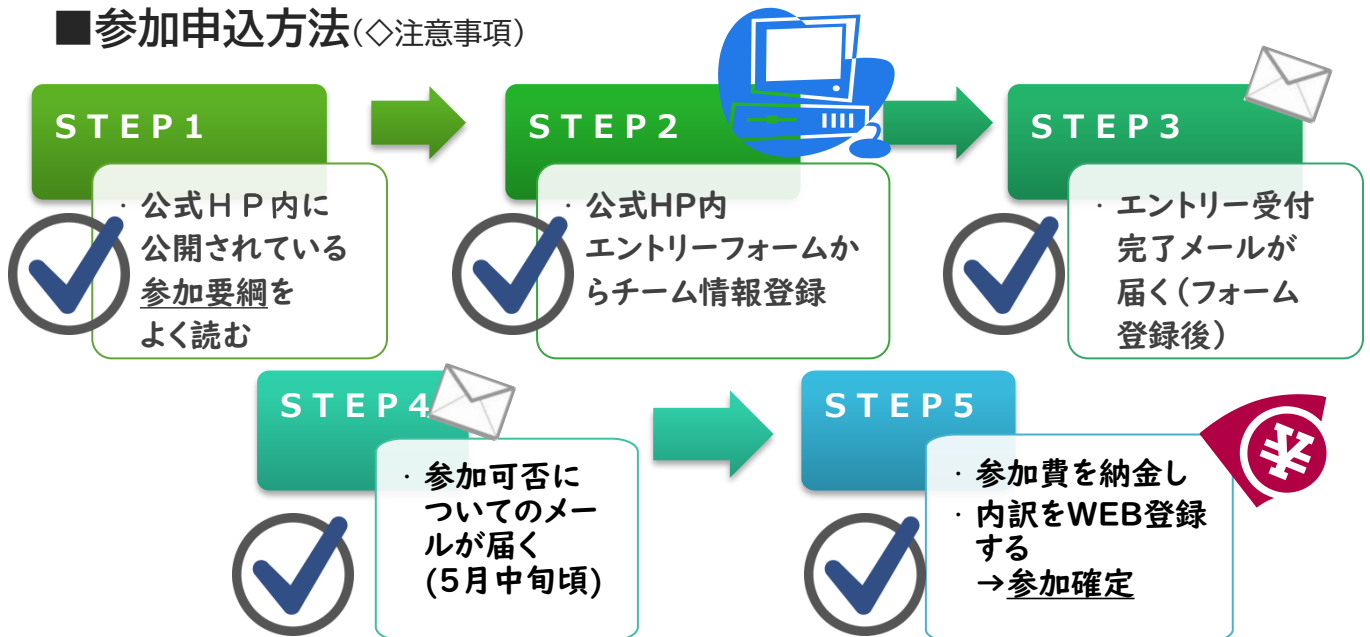 ■参加申込方法(◇注意事項)
ＳＴＥＰ１
・公式ＨＰ内に
公開されている
参加要綱を
よく読む
ＳＴＥＰ２
・公式HP内
エントリーフォームか
らチーム情報登録
ＳＴＥＰ３
・エントリー受付
完了メールが
届く(フォーム
登録後)
ＳＴＥＰ４
・参加可否に
ついてのメー
ルが届く
(5月中旬頃)
ＳＴＥＰ５
・参加費を納金し
・内訳をWEB登録
する
→参加確定
¥